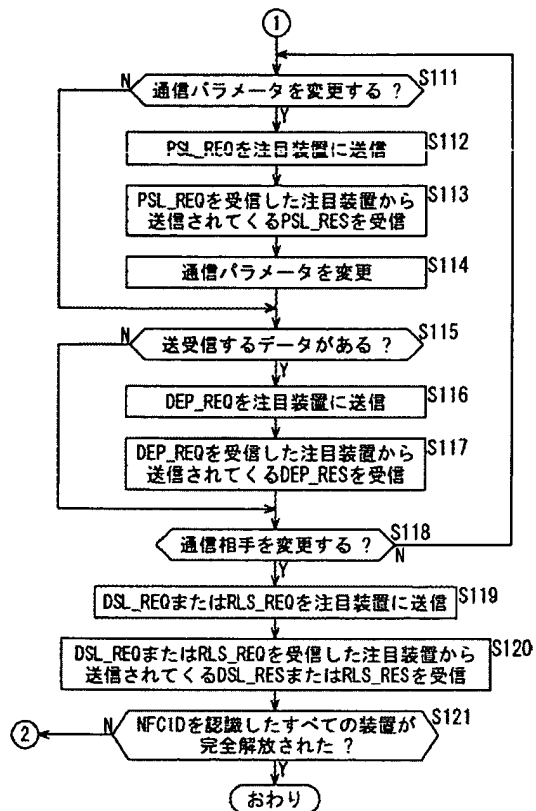 1
通信パラメータを変更する ?
S111
N
Y
PSL_REQを注目装置に送信
S112
PSL_REQを受信した注目装置から
送信されてくるPSL_RESを受信
S113
通信パラメータを変更
S114
送受信するデータがある ?
S115
N
Y
DEP_REQを注目装置に送信
S116
DEP_REQを受信した注目装置から
送信されてくるDEP_RESを受信
S117
通信相手を変更する ?
S118
N
Y
DSL_REQまたはRLS_REQを注目装置に送信
S119
DSL_REQまたはRLS_REQを受信した注目装置から
送信されてくるDSL_RESまたはRLS_RESを受信
S120
NFCIDを認識したすべての装置が
完全解放された ?
S121
N
2
Y
おわり